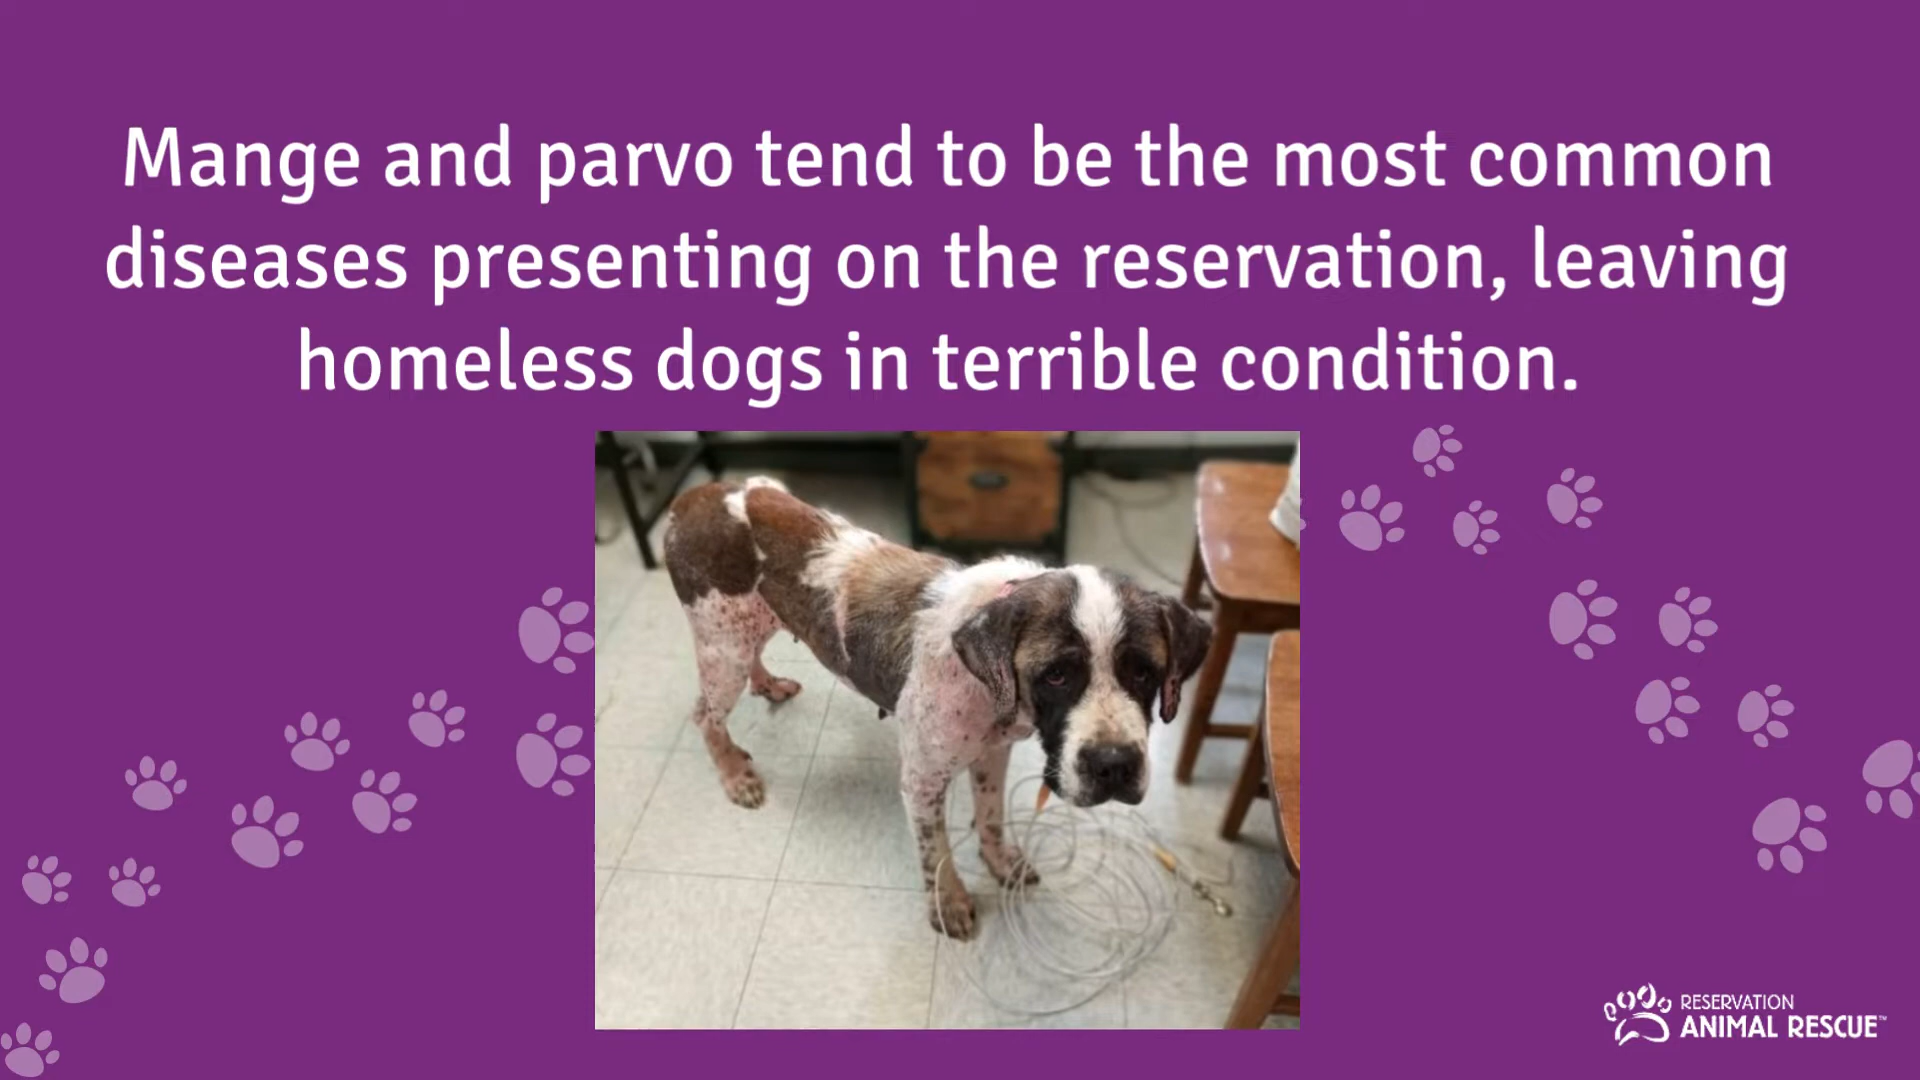 Mange and parvo tend to be the most common
diseases presenting on the reservation, leaving
homeless dogs in terrible condition.
RESERVATION
ANIMAL RESCUE™